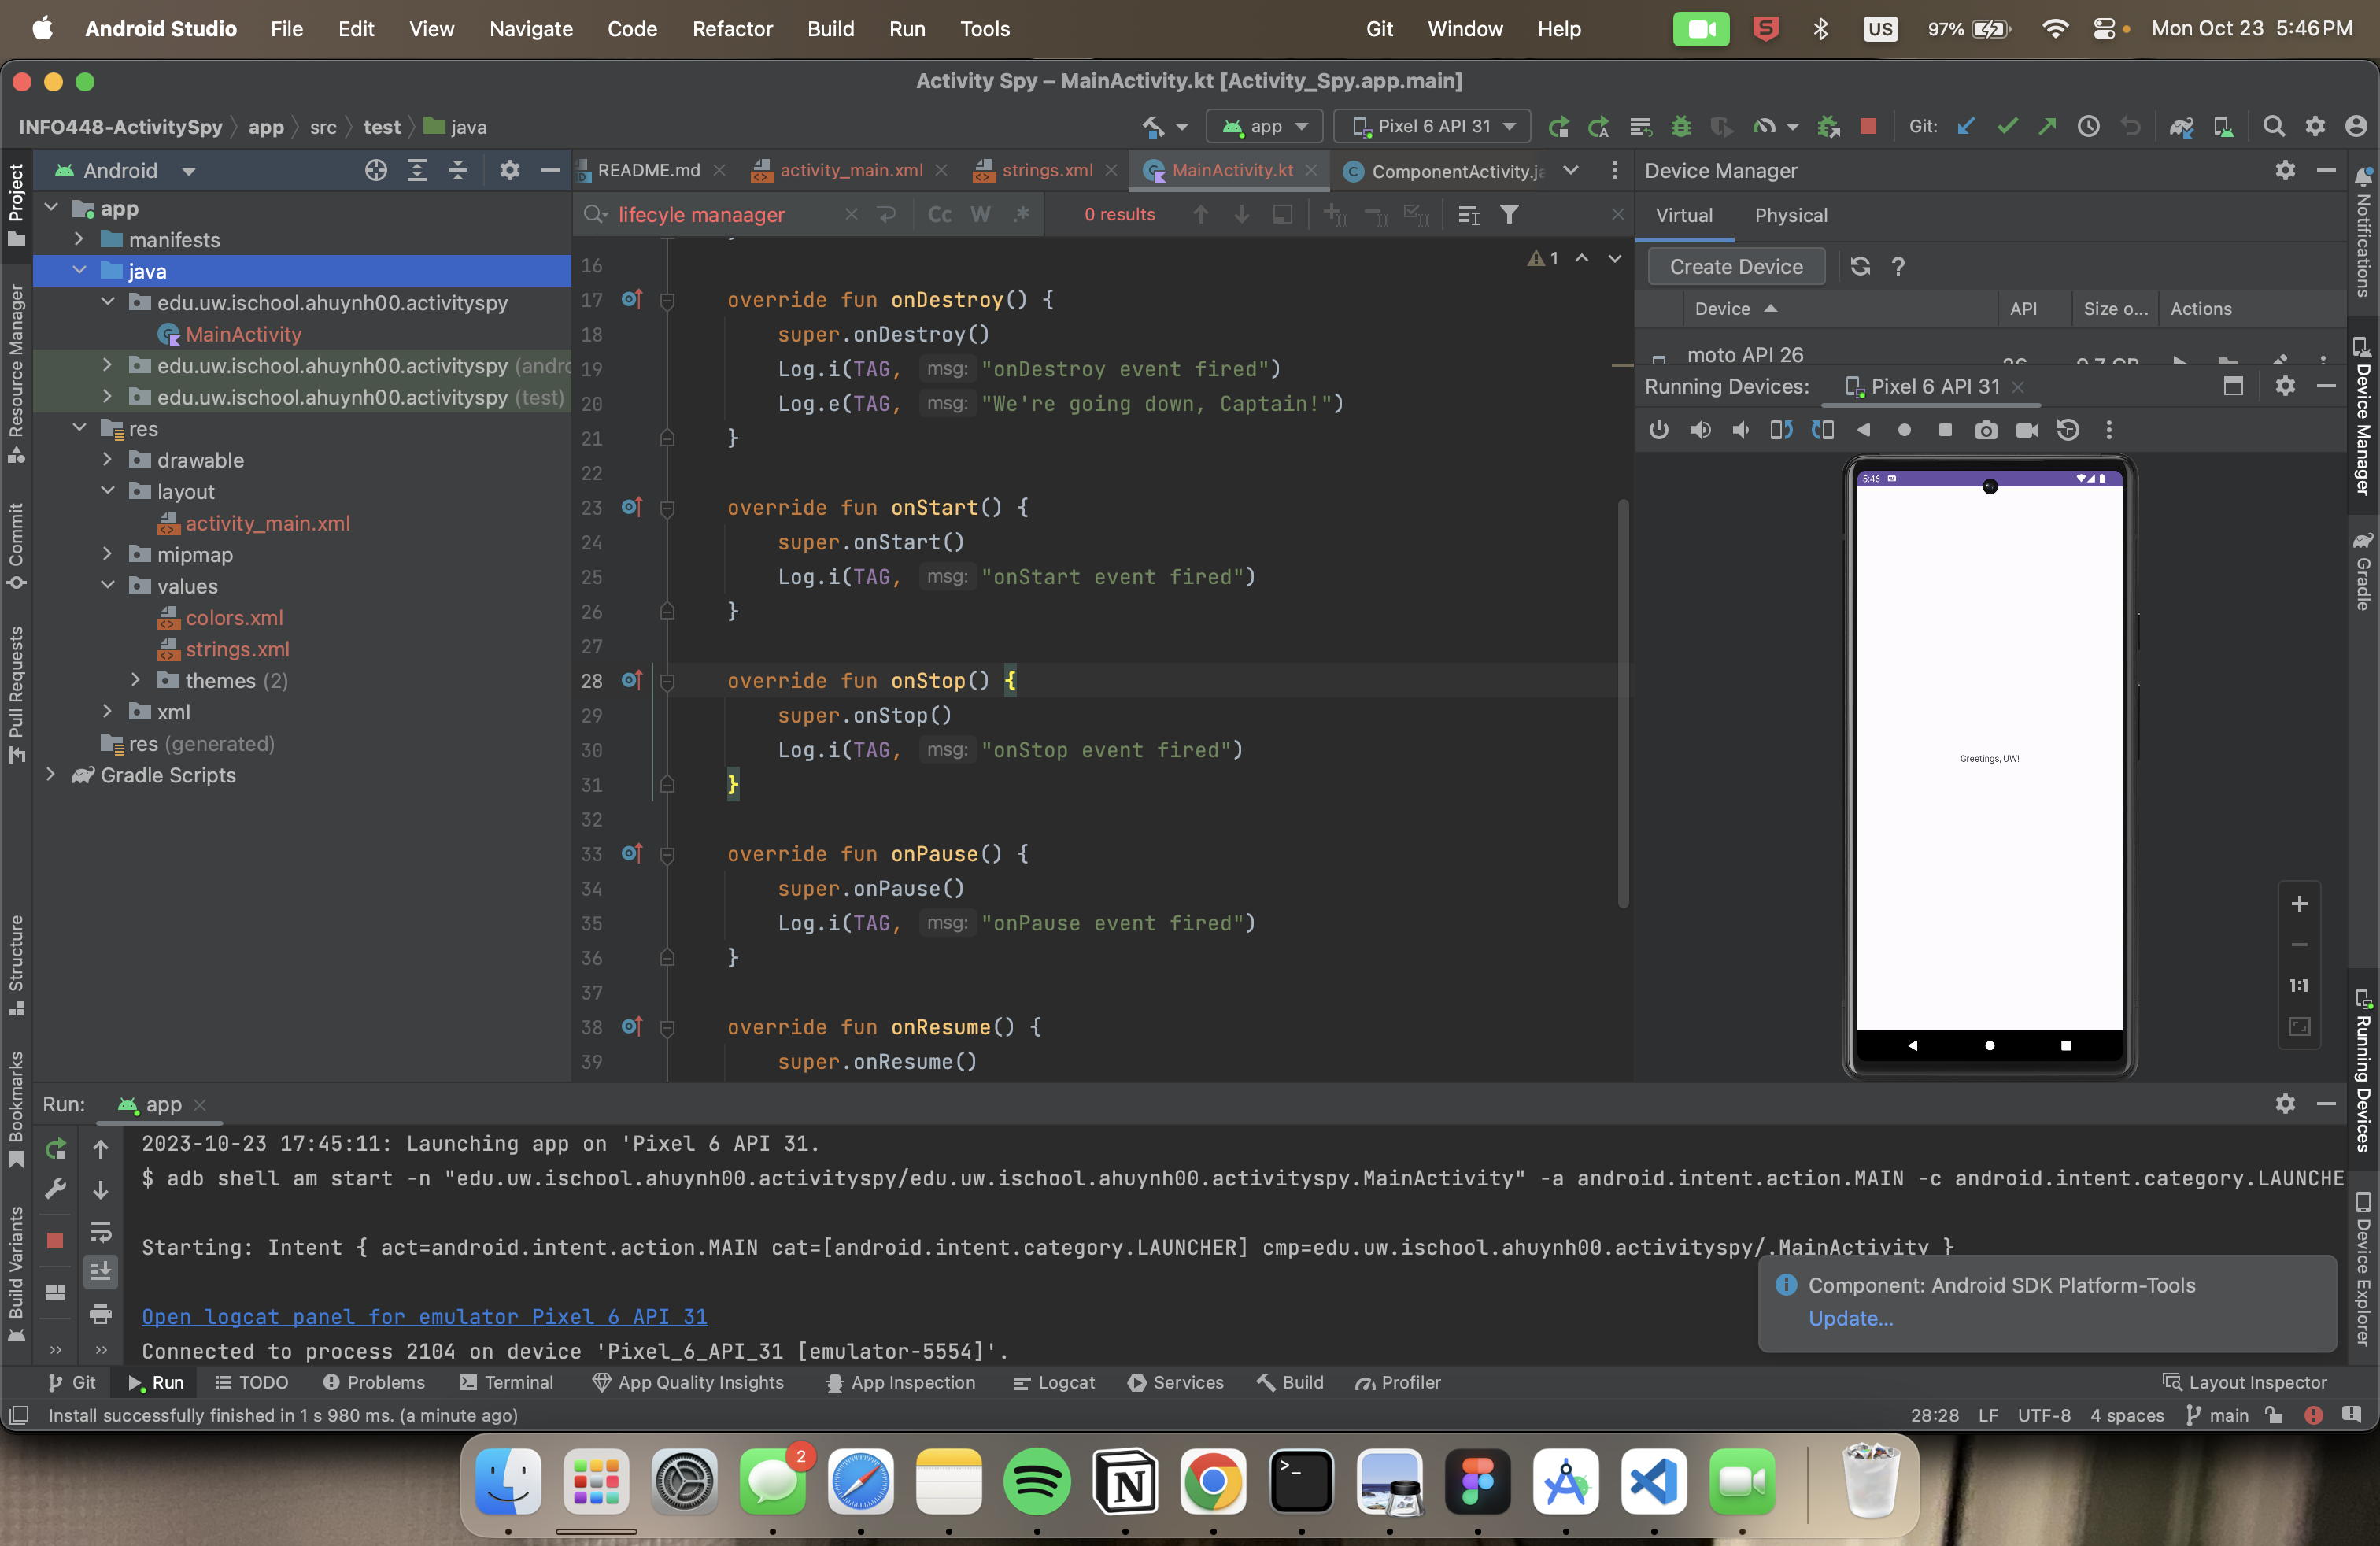 Android Studio File Edit View Navigate Code Refactor Build Run Tools Git Window Help US 97% Mon Oct 23 5:46 PM
Activity Spy – MainActivity.kt [Activity_Spy.app.main]
INFO448-ActivitySpy app src test java app Pixel 6 API 31 Git:
Android
README.md activity_main.xml strings.xml MainActivity.kt ComponentActivity.ja
Device Manager
lifecyle manaager Cc W .* 0 results
Virtual Physical
Create Device ?
Device API Size o... Actions
moto API 26
Running Devices: Pixel 6 API 31
5:46
Greetings, UW!
1:1
Project
Resource Manager
Commit
Pull Requests
Structure
Bookmarks
Build Variants
app
manifests
java
edu.uw.ischool.ahuynh00.activityspy
MainActivity
edu.uw.ischool.ahuynh00.activityspy (andro
edu.uw.ischool.ahuynh00.activityspy (test)
res
drawable
layout
activity_main.xml
mipmap
values
colors.xml
strings.xml
themes (2)
xml
res (generated)
Gradle Scripts
1
16
17 override fun onDestroy() {
18 super.onDestroy()
19 Log.i(TAG, msg: "onDestroy event fired")
20 Log.e(TAG, msg: "We're going down, Captain!")
21 }
22
23 override fun onStart() {
24 super.onStart()
25 Log.i(TAG, msg: "onStart event fired")
26 }
27
28 override fun onStop() {
29 super.onStop()
30 Log.i(TAG, msg: "onStop event fired")
31 }
32
33 override fun onPause() {
34 super.onPause()
35 Log.i(TAG, msg: "onPause event fired")
36 }
37
38 override fun onResume() {
39 super.onResume()
Notifications
Device Manager
Gradle
Running Devices
Device Explorer
Run: app
2023-10-23 17:45:11: Launching app on 'Pixel 6 API 31.
$ adb shell am start -n "edu.uw.ischool.ahuynh00.activityspy/edu.uw.ischool.ahuynh00.activityspy.MainActivity" -a android.intent.action.MAIN -c android.intent.category.LAUNCHE
Starting: Intent { act=android.intent.action.MAIN cat=[android.intent.category.LAUNCHER] cmp=edu.uw.ischool.ahuynh00.activityspy/.MainActivity }
Open logcat panel for emulator Pixel 6 API 31
Connected to process 2104 on device 'Pixel_6_API_31 [emulator-5554]'.
Component: Android SDK Platform-Tools
Update...
Git Run TODO Problems Terminal App Quality Insights App Inspection Logcat Services Build Profiler Layout Inspector
Install successfully finished in 1 s 980 ms. (a minute ago) 28:28 LF UTF-8 4 spaces main
2